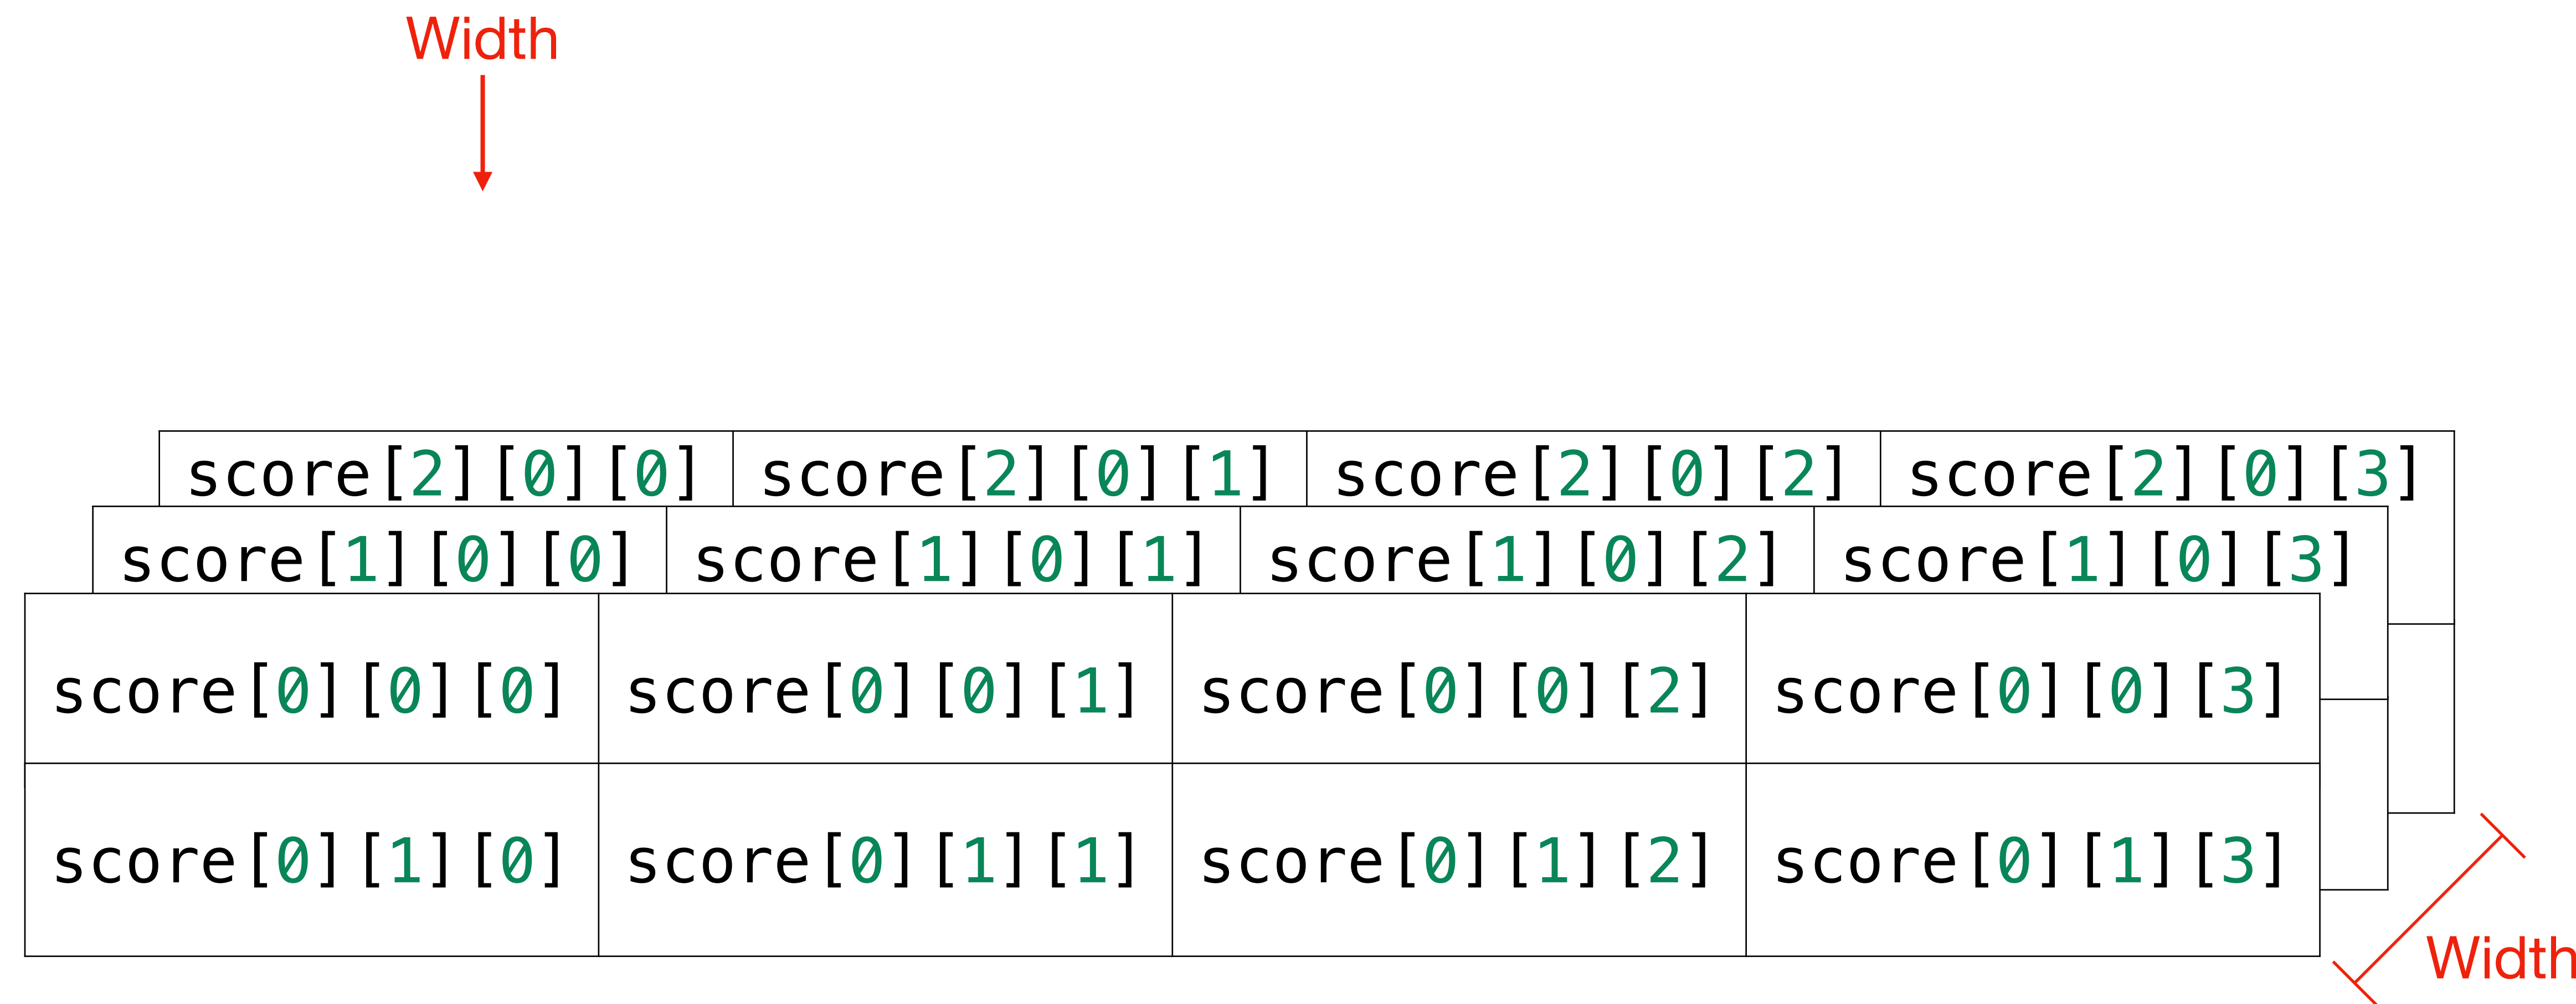 Width
score[2][0][0] score[2][0][1] score[2][0][2] score[2][0][3]
score[1][0][0] score[1][0][1] score[1][0][2] score[1][0][3]
score[0][0][0] score[0][0][1] score[0][0][2] score[0][0][3]
score[0][1][0] score[0][1][1] score[0][1][2] score[0][1][3]
Width